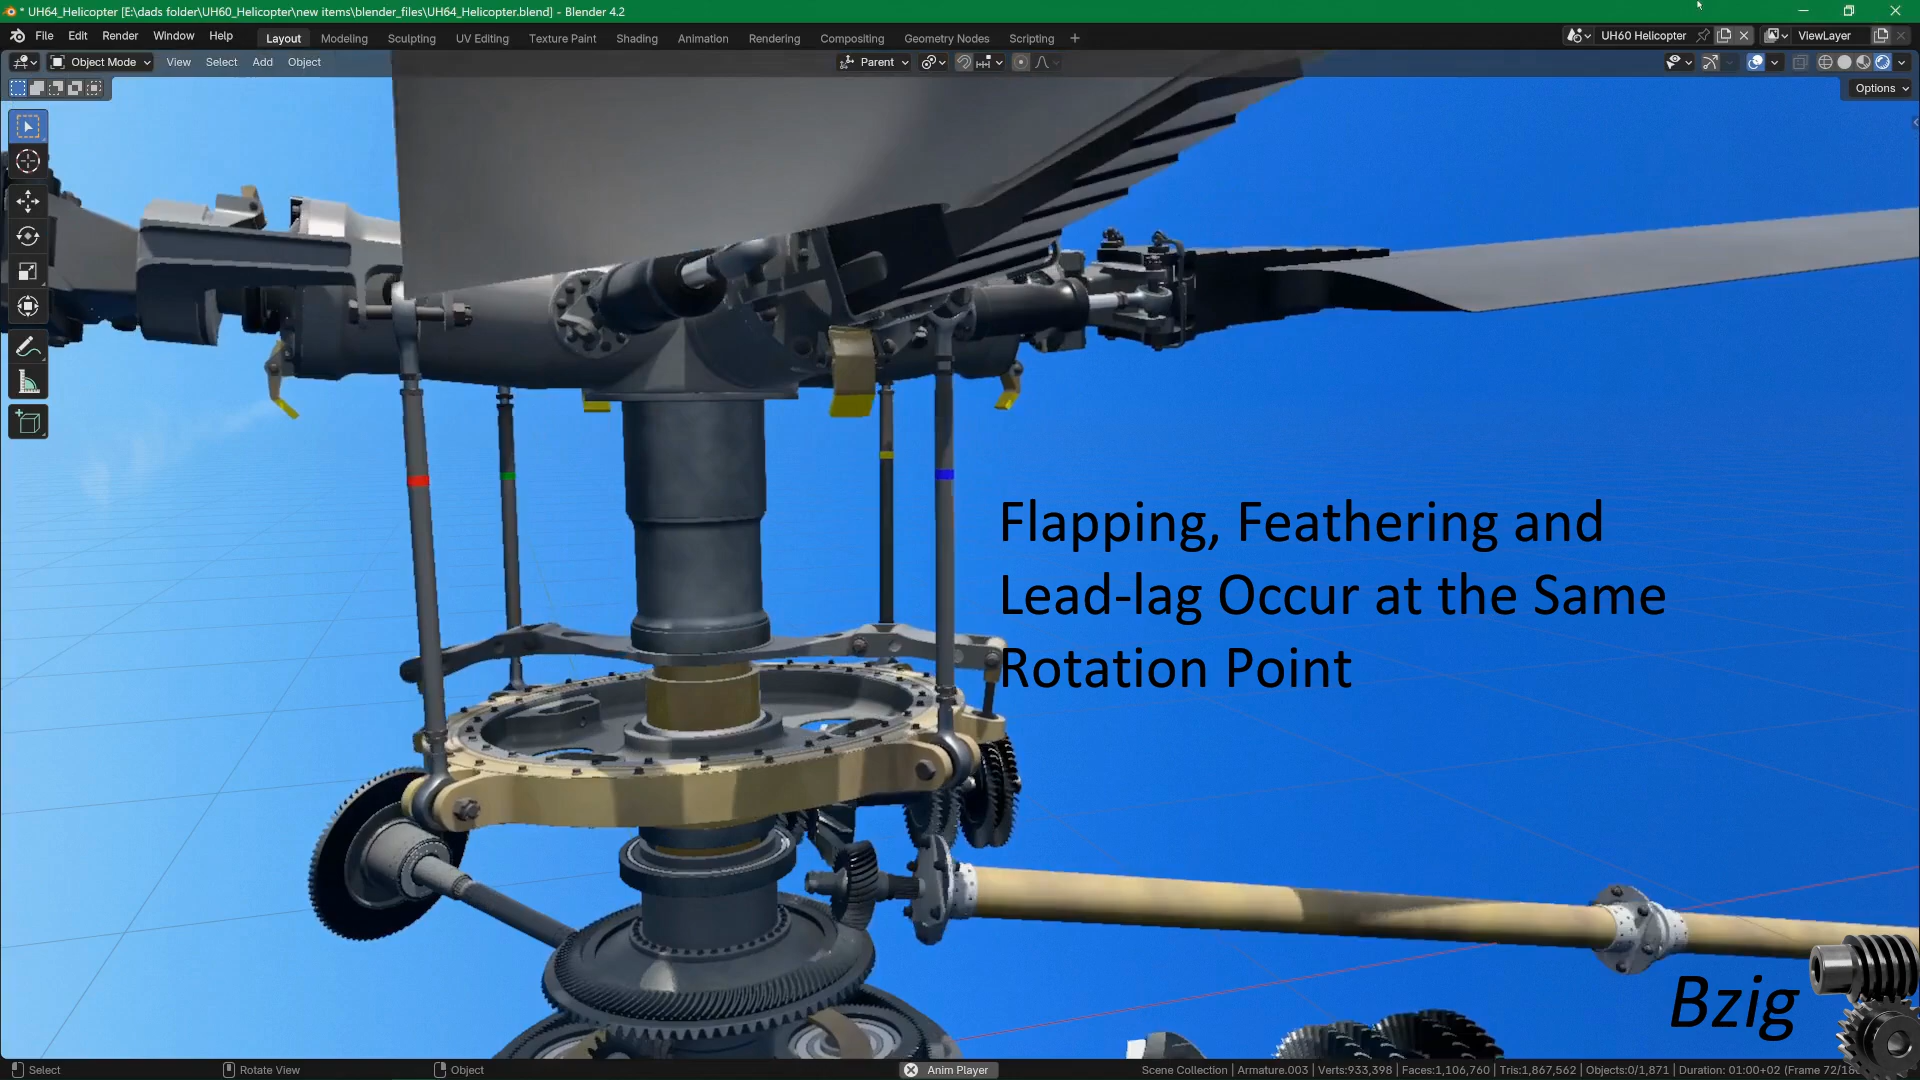 * UH64_Helicopter [E:\dads folder\UH60_Helicopter\new items\blender_files\UH64_Helicopter.blend] - Blender 4.2
File Edit Render Window Help Layout Modeling Sculpting UV Editing Texture Paint Shading Animation Rendering Compositing Geometry Nodes Scripting + UH60 Helicopter ViewLayer
Object Mode View Select Add Object Parent
Options
Flapping, Feathering and
Lead-lag Occur at the Same
Rotation Point
Bzig
Select Rotate View Object Anim Player Scene Collection | Armature.003 | Verts:933,398 | Faces:1,106,760 | Tris:1,867,562 | Objects:0/1,871 | Duration: 01:00+02 (Frame 72/